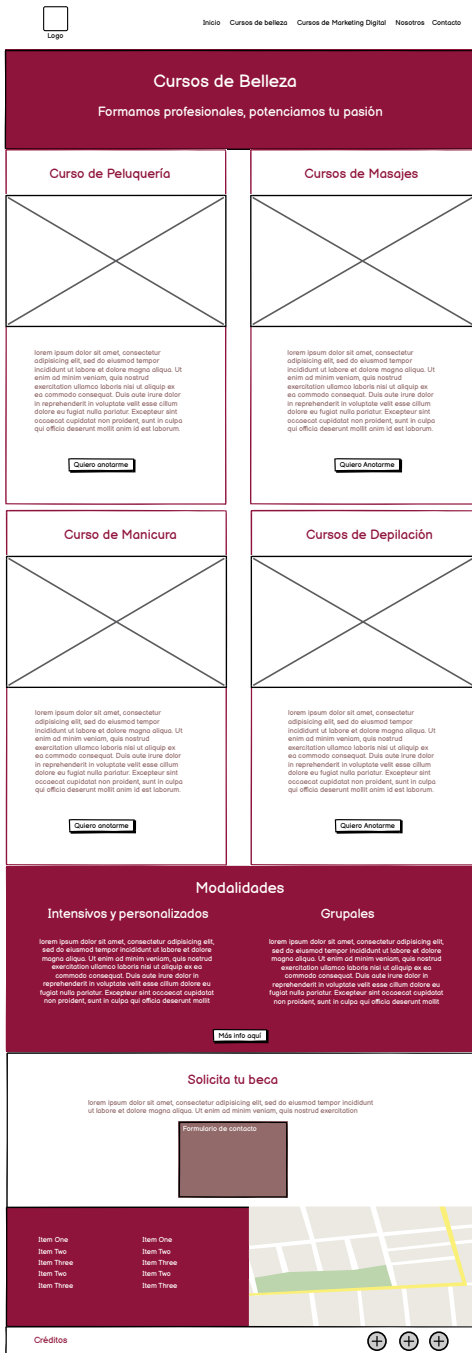 Logo
Inicio Cursos de belleza Cursos de Marketing Digital Nosotros Contacto
Cursos de Belleza
Formamos profesionales, potenciamos tu pasión
Curso de Peluquería
lorem ipsum dolor sit amet, consectetur
adipisicing elit, sed do eiusmod tempor
incididunt ut labore et dolore magna aliqua. Ut
enim ad minim veniam, quis nostrud
exercitation ullamco laboris nisi ut aliquip ex
ea commodo consequat. Duis aute irure dolor
in reprehenderit in voluptate velit esse cillum
dolore eu fugiat nulla pariatur. Excepteur sint
occaecat cupidatat non proident, sunt in culpa
qui officia deserunt mollit anim id est laborum.
Quiero anotarme
Cursos de Masajes
lorem ipsum dolor sit amet, consectetur
adipisicing elit, sed do eiusmod tempor
incididunt ut labore et dolore magna aliqua. Ut
enim ad minim veniam, quis nostrud
exercitation ullamco laboris nisi ut aliquip ex
ea commodo consequat. Duis aute irure dolor
in reprehenderit in voluptate velit esse cillum
dolore eu fugiat nulla pariatur. Excepteur sint
occaecat cupidatat non proident, sunt in culpa
qui officia deserunt mollit anim id est laborum.
Quiero Anotarme
Curso de Manicura
lorem ipsum dolor sit amet, consectetur
adipisicing elit, sed do eiusmod tempor
incididunt ut labore et dolore magna aliqua. Ut
enim ad minim veniam, quis nostrud
exercitation ullamco laboris nisi ut aliquip ex
ea commodo consequat. Duis aute irure dolor
in reprehenderit in voluptate velit esse cillum
dolore eu fugiat nulla pariatur. Excepteur sint
occaecat cupidatat non proident, sunt in culpa
qui officia deserunt mollit anim id est laborum.
Quiero anotarme
Cursos de Depilación
lorem ipsum dolor sit amet, consectetur
adipisicing elit, sed do eiusmod tempor
incididunt ut labore et dolore magna aliqua. Ut
enim ad minim veniam, quis nostrud
exercitation ullamco laboris nisi ut aliquip ex
ea commodo consequat. Duis aute irure dolor
in reprehenderit in voluptate velit esse cillum
dolore eu fugiat nulla pariatur. Excepteur sint
occaecat cupidatat non proident, sunt in culpa
qui officia deserunt mollit anim id est laborum.
Quiero Anotarme
Modalidades
Intensivos y personalizados
lorem ipsum dolor sit amet, consectetur adipisicing elit,
sed do eiusmod tempor incididunt ut labore et dolore
magna aliqua. Ut enim ad minim veniam, quis nostrud
exercitation ullamco laboris nisi ut aliquip ex ea
commodo consequat. Duis aute irure dolor in
reprehenderit in voluptate velit esse cillum dolore eu
fugiat nulla pariatur. Excepteur sint occaecat cupidatat
non proident, sunt in culpa qui officia deserunt mollit
Grupales
lorem ipsum dolor sit amet, consectetur adipisicing elit,
sed do eiusmod tempor incididunt ut labore et dolore
magna aliqua. Ut enim ad minim veniam, quis nostrud
exercitation ullamco laboris nisi ut aliquip ex ea
commodo consequat. Duis aute irure dolor in
reprehenderit in voluptate velit esse cillum dolore eu
fugiat nulla pariatur. Excepteur sint occaecat cupidatat
non proident, sunt in culpa qui officia deserunt mollit
Más info aquí
Solicita tu beca
lorem ipsum dolor sit amet, consectetur adipisicing elit, sed do eiusmod tempor incididunt
ut labore et dolore magna aliqua. Ut enim ad minim veniam, quis nostrud exercitation
Formulario de contacto
Item One
Item Two
Item Three
Item Two
Item Three
Item One
Item Two
Item Three
Item Two
Item Three
Créditos